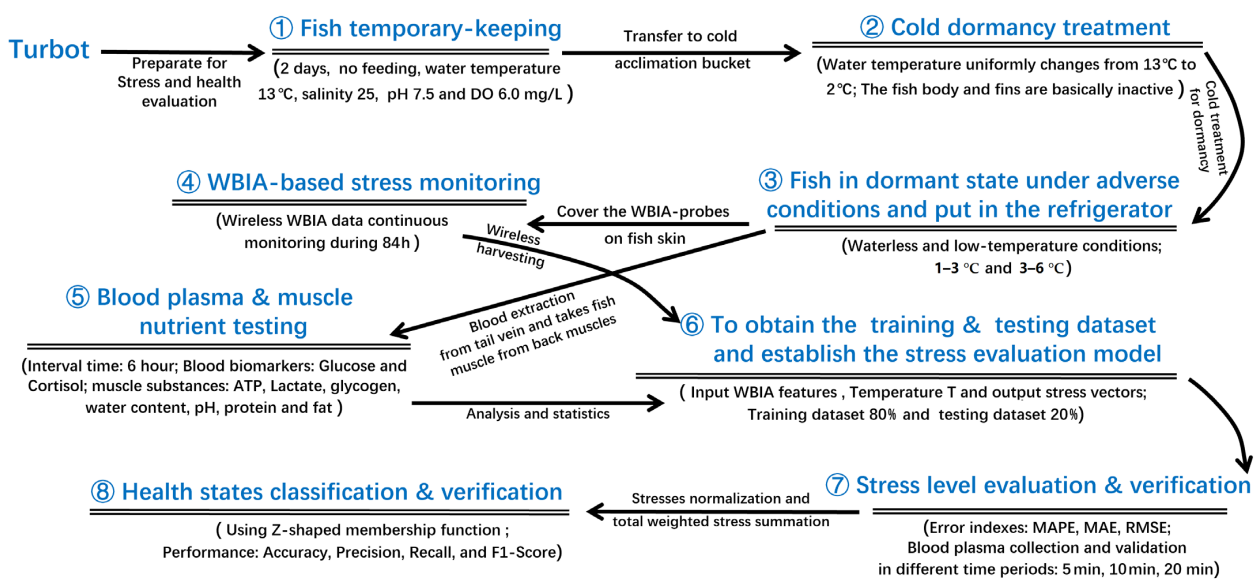 Turbot
Preparate for
Stress and health
evaluation
① Fish temporary-keeping
(2 days, no feeding, water temperature
13℃, salinity 25, pH 7.5 and DO 6.0 mg/L)
Transfer to cold
acclimation bucket
② Cold dormancy treatment
(Water temperature uniformly changes from 13℃ to
2℃; The fish body and fins are basically inactive)
Cold treatment
for dormancy
③ Fish in dormant state under adverse
conditions and put in the refrigerator
(Waterless and low-temperature conditions;
1–3 ℃ and 3–6 ℃)
Cover the WBIA-probes
on fish skin
④ WBIA-based stress monitoring
(Wireless WBIA data continuous
monitoring during 84h)
Wireless
harvesting
Blood extraction
from tail vein and takes fish
muscle from back muscles
⑤ Blood plasma & muscle
nutrient testing
(Interval time: 6 hour; Blood biomarkers: Glucose and
Cortisol; muscle substances: ATP, Lactate, glycogen,
water content, pH, protein and fat)
Analysis and statistics
⑥ To obtain the training & testing dataset
and establish the stress evaluation model
( Input WBIA features , Temperature T and output stress vectors;
Training dataset 80% and testing dataset 20%)
⑦ Stress level evaluation & verification
(Error indexes: MAPE, MAE, RMSE;
Blood plasma collection and validation
in different time periods: 5 min, 10 min, 20 min)
Stresses normalization and
total weighted stress summation
⑧ Health states classification & verification
( Using Z-shaped membership function ;
Performance: Accuracy, Precision, Recall, and F1-Score)